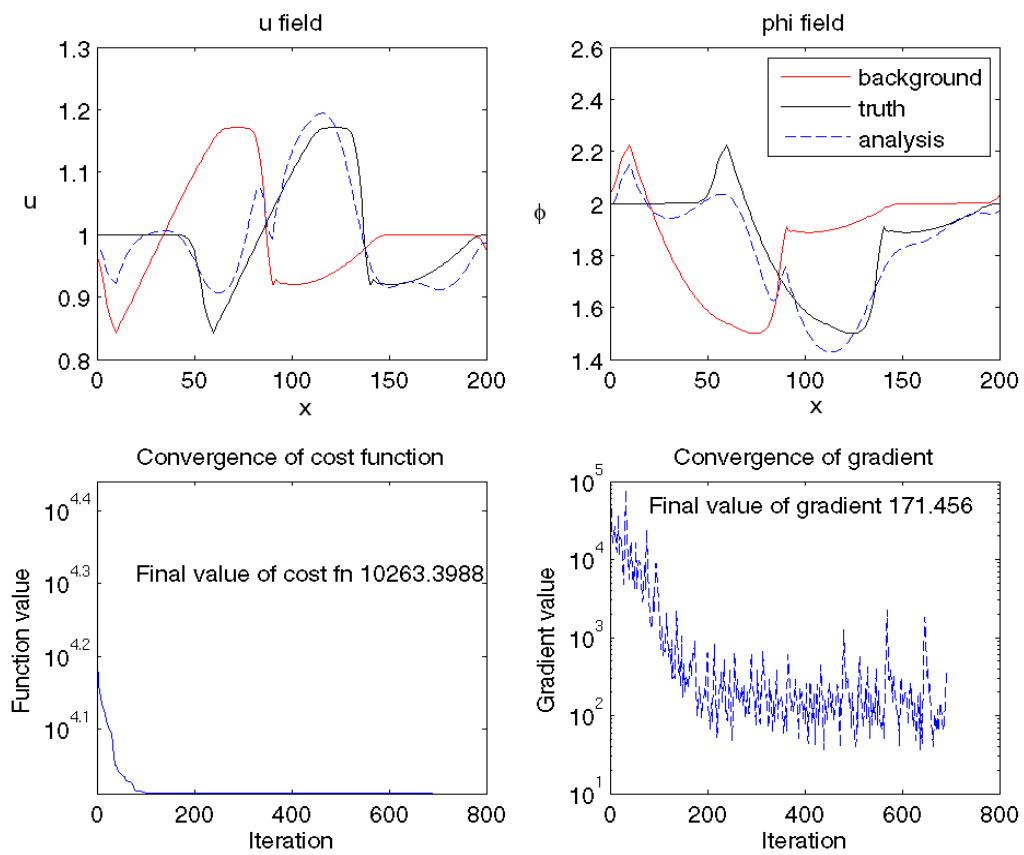 u field
1.3
1.2
1.1
1
0.9
0.8
u
0
50
100
150
200
x
phi field
2.6
2.4
2.2
2
1.8
1.6
1.4
ϕ
0
50
100
150
200
x
background
truth
analysis
Convergence of cost function
10^4.4
10^4.3
10^4.2
10^4.1
Function value
Final value of cost fn 10263.3988
0
200
400
600
800
Iteration
Convergence of gradient
10^5
10^4
10^3
10^2
10^1
Gradient value
Final value of gradient 171.456
0
200
400
600
800
Iteration